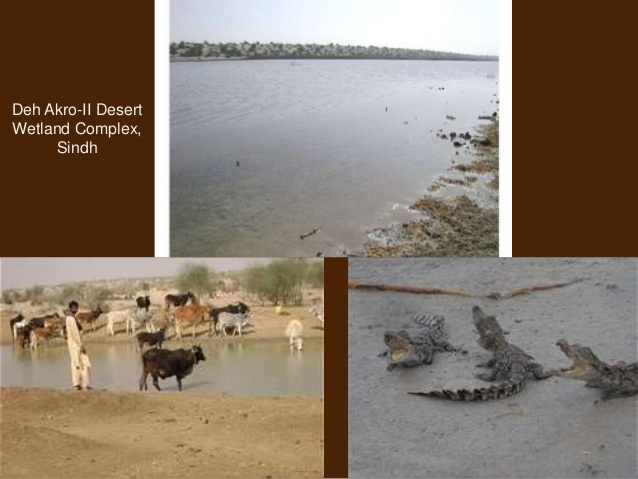 Deh Akro-II Desert
Wetland Complex,
Sindh